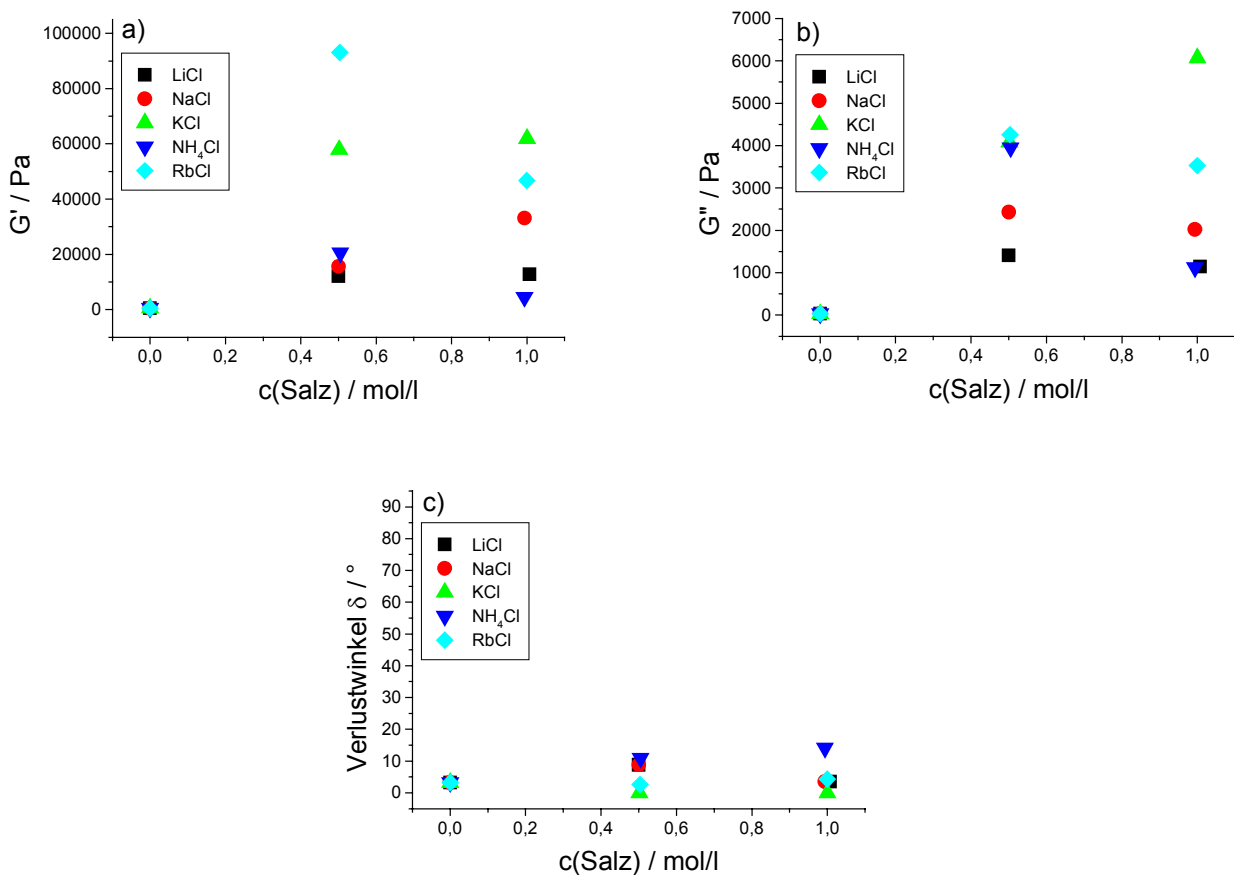 a)
G' / Pa
100000
80000
60000
40000
20000
0
LiCl
NaCl
KCl
NH₄Cl
RbCl
0,0 0,2 0,4 0,6 0,8 1,0
c(Salz) / mol/l
b)
G" / Pa
7000
6000
5000
4000
3000
2000
1000
0
LiCl
NaCl
KCl
NH₄Cl
RbCl
0,0 0,2 0,4 0,6 0,8 1,0
c(Salz) / mol/l
c)
Verlustwinkel δ / °
90
80
70
60
50
40
30
20
10
0
LiCl
NaCl
KCl
NH₄Cl
RbCl
0,0 0,2 0,4 0,6 0,8 1,0
c(Salz) / mol/l